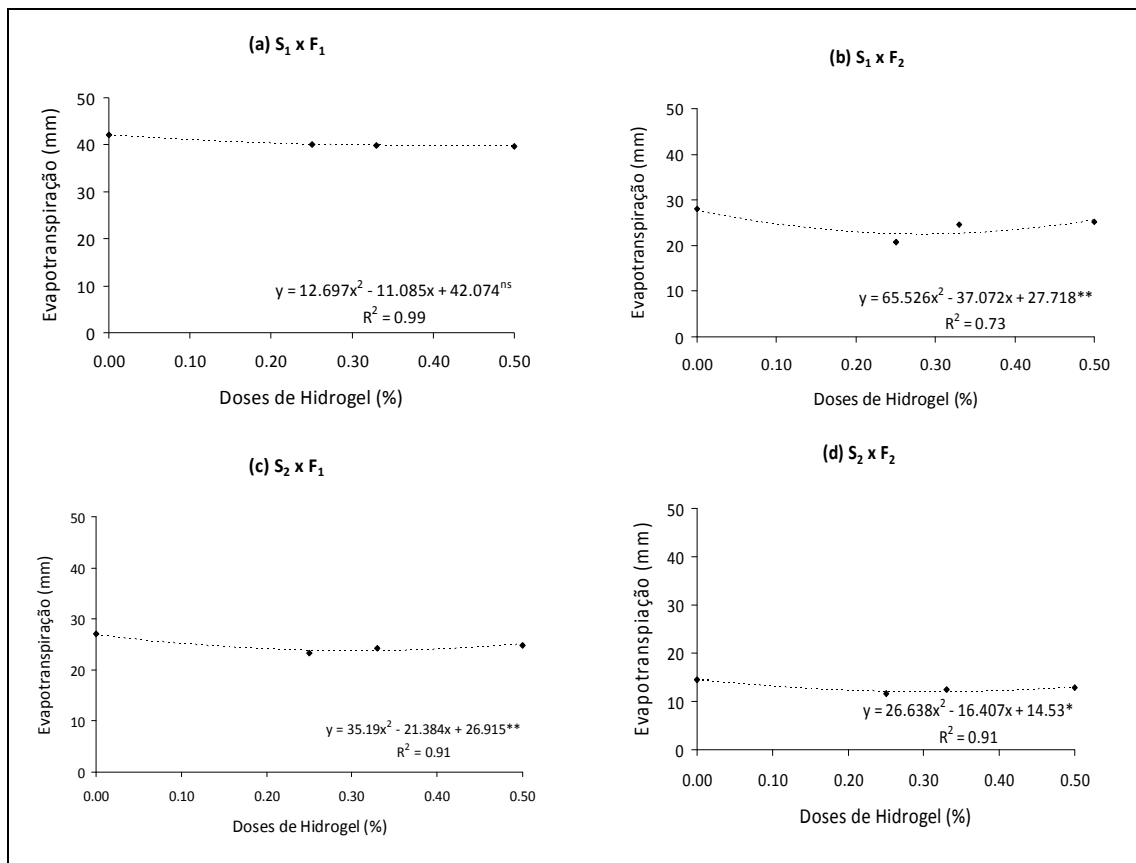 (a) S₁ x F₁
Evapotranspiração (mm)
50
40
30
20
10
0
y = 12.697x² - 11.085x + 42.074ⁿˢ
R² = 0.99
0.00 0.10 0.20 0.30 0.40 0.50
Doses de Hidrogel (%)
(b) S₁ x F₂
Evapotranspiração (mm)
50
40
30
20
10
0
y = 65.526x² - 37.072x + 27.718**
R² = 0.73
0.00 0.10 0.20 0.30 0.40 0.50
Doses de Hidrogel (%)
(c) S₂ x F₁
Evapotranspiração (mm)
50
40
30
20
10
0
y = 35.19x² - 21.384x + 26.915**
R² = 0.91
0.00 0.10 0.20 0.30 0.40 0.50
Doses de Hidrogel (%)
(d) S₂ x F₂
Evapotranspiação (mm)
50
40
30
20
10
0
y = 26.638x² - 16.407x + 14.53*
R² = 0.91
0.00 0.10 0.20 0.30 0.40 0.50
Doses de Hidrogel (%)